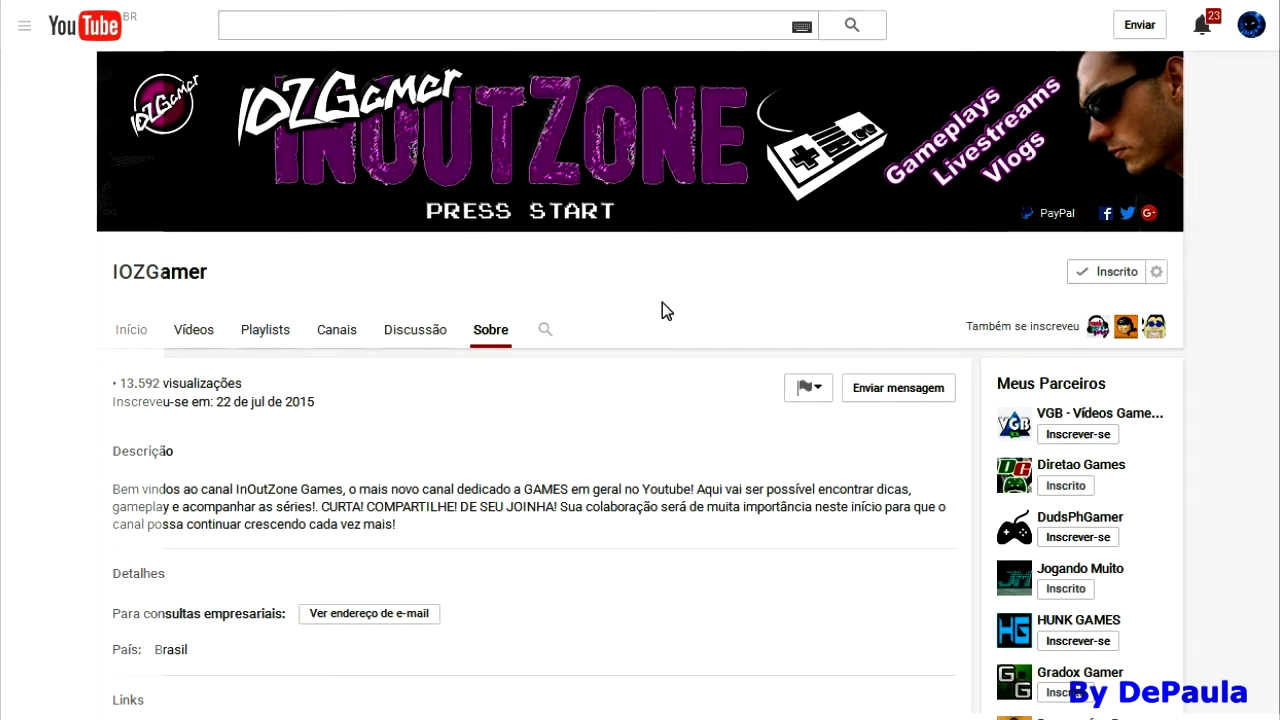 YouTube BR
Enviar
23
IOZGamer
IOZGamer
INOUTZONE
PRESS START
Gameplays
Livestreams
Vlogs
PayPal
IOZGamer
Inscrito
Início Vídeos Playlists Canais Discussão Sobre
Também se inscreveu
• 13.592 visualizações
Inscreveu-se em: 22 de jul de 2015
Enviar mensagem
Descrição
Bem vindos ao canal InOutZone Games, o mais novo canal dedicado a GAMES em geral no Youtube! Aqui vai ser possível encontrar dicas,
gameplay e acompanhar as séries!. CURTA! COMPARTILHE! DE SEU JOINHA! Sua colaboração será de muita importância neste início para que o
canal possa continuar crescendo cada vez mais!
Detalhes
Para consultas empresariais: Ver endereço de e-mail
País: Brasil
Links
Meus Parceiros
VGB
VGB - Vídeos Game...
Inscrever-se
DG
Diretao Games
Inscrito
DudsPhGamer
Inscrever-se
JM
Jogando Muito
Inscrito
HG
HUNK GAMES
Inscrever-se
GG
Gradox Gamer
By DePaula